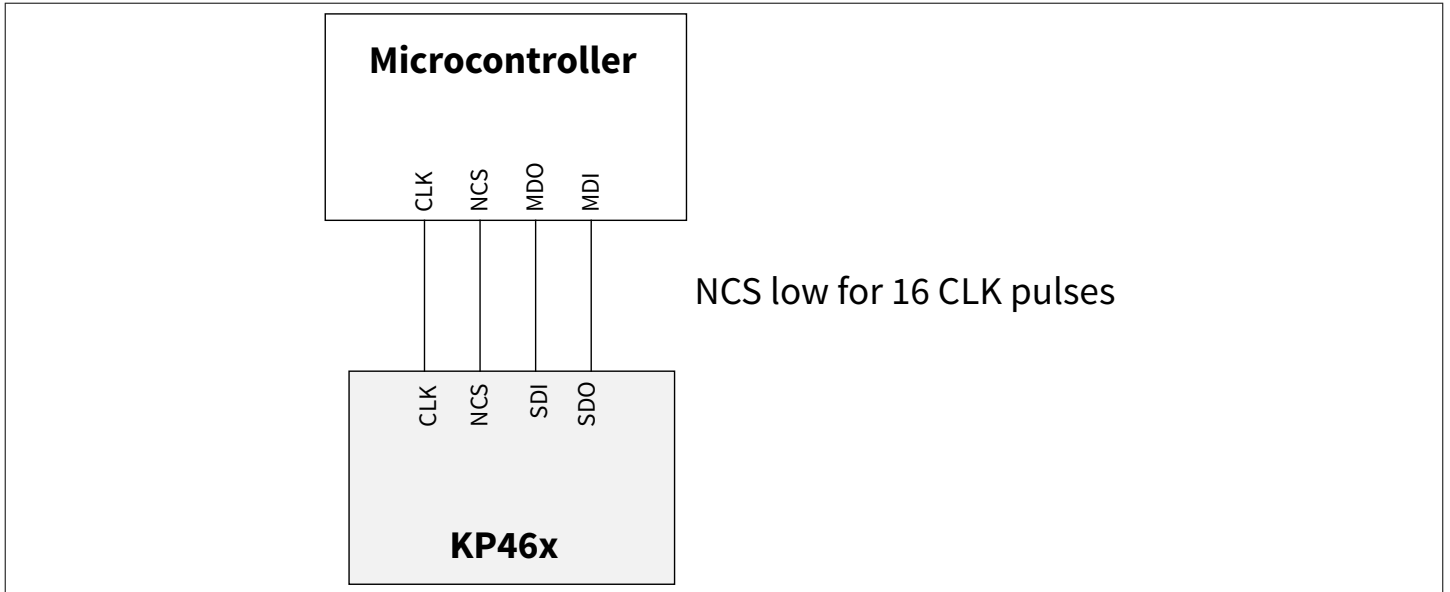 Microcontroller
CLK
NCS
MDO
MDI
NCS low for 16 CLK pulses
CLK
NCS
SDI
SDO
KP46x